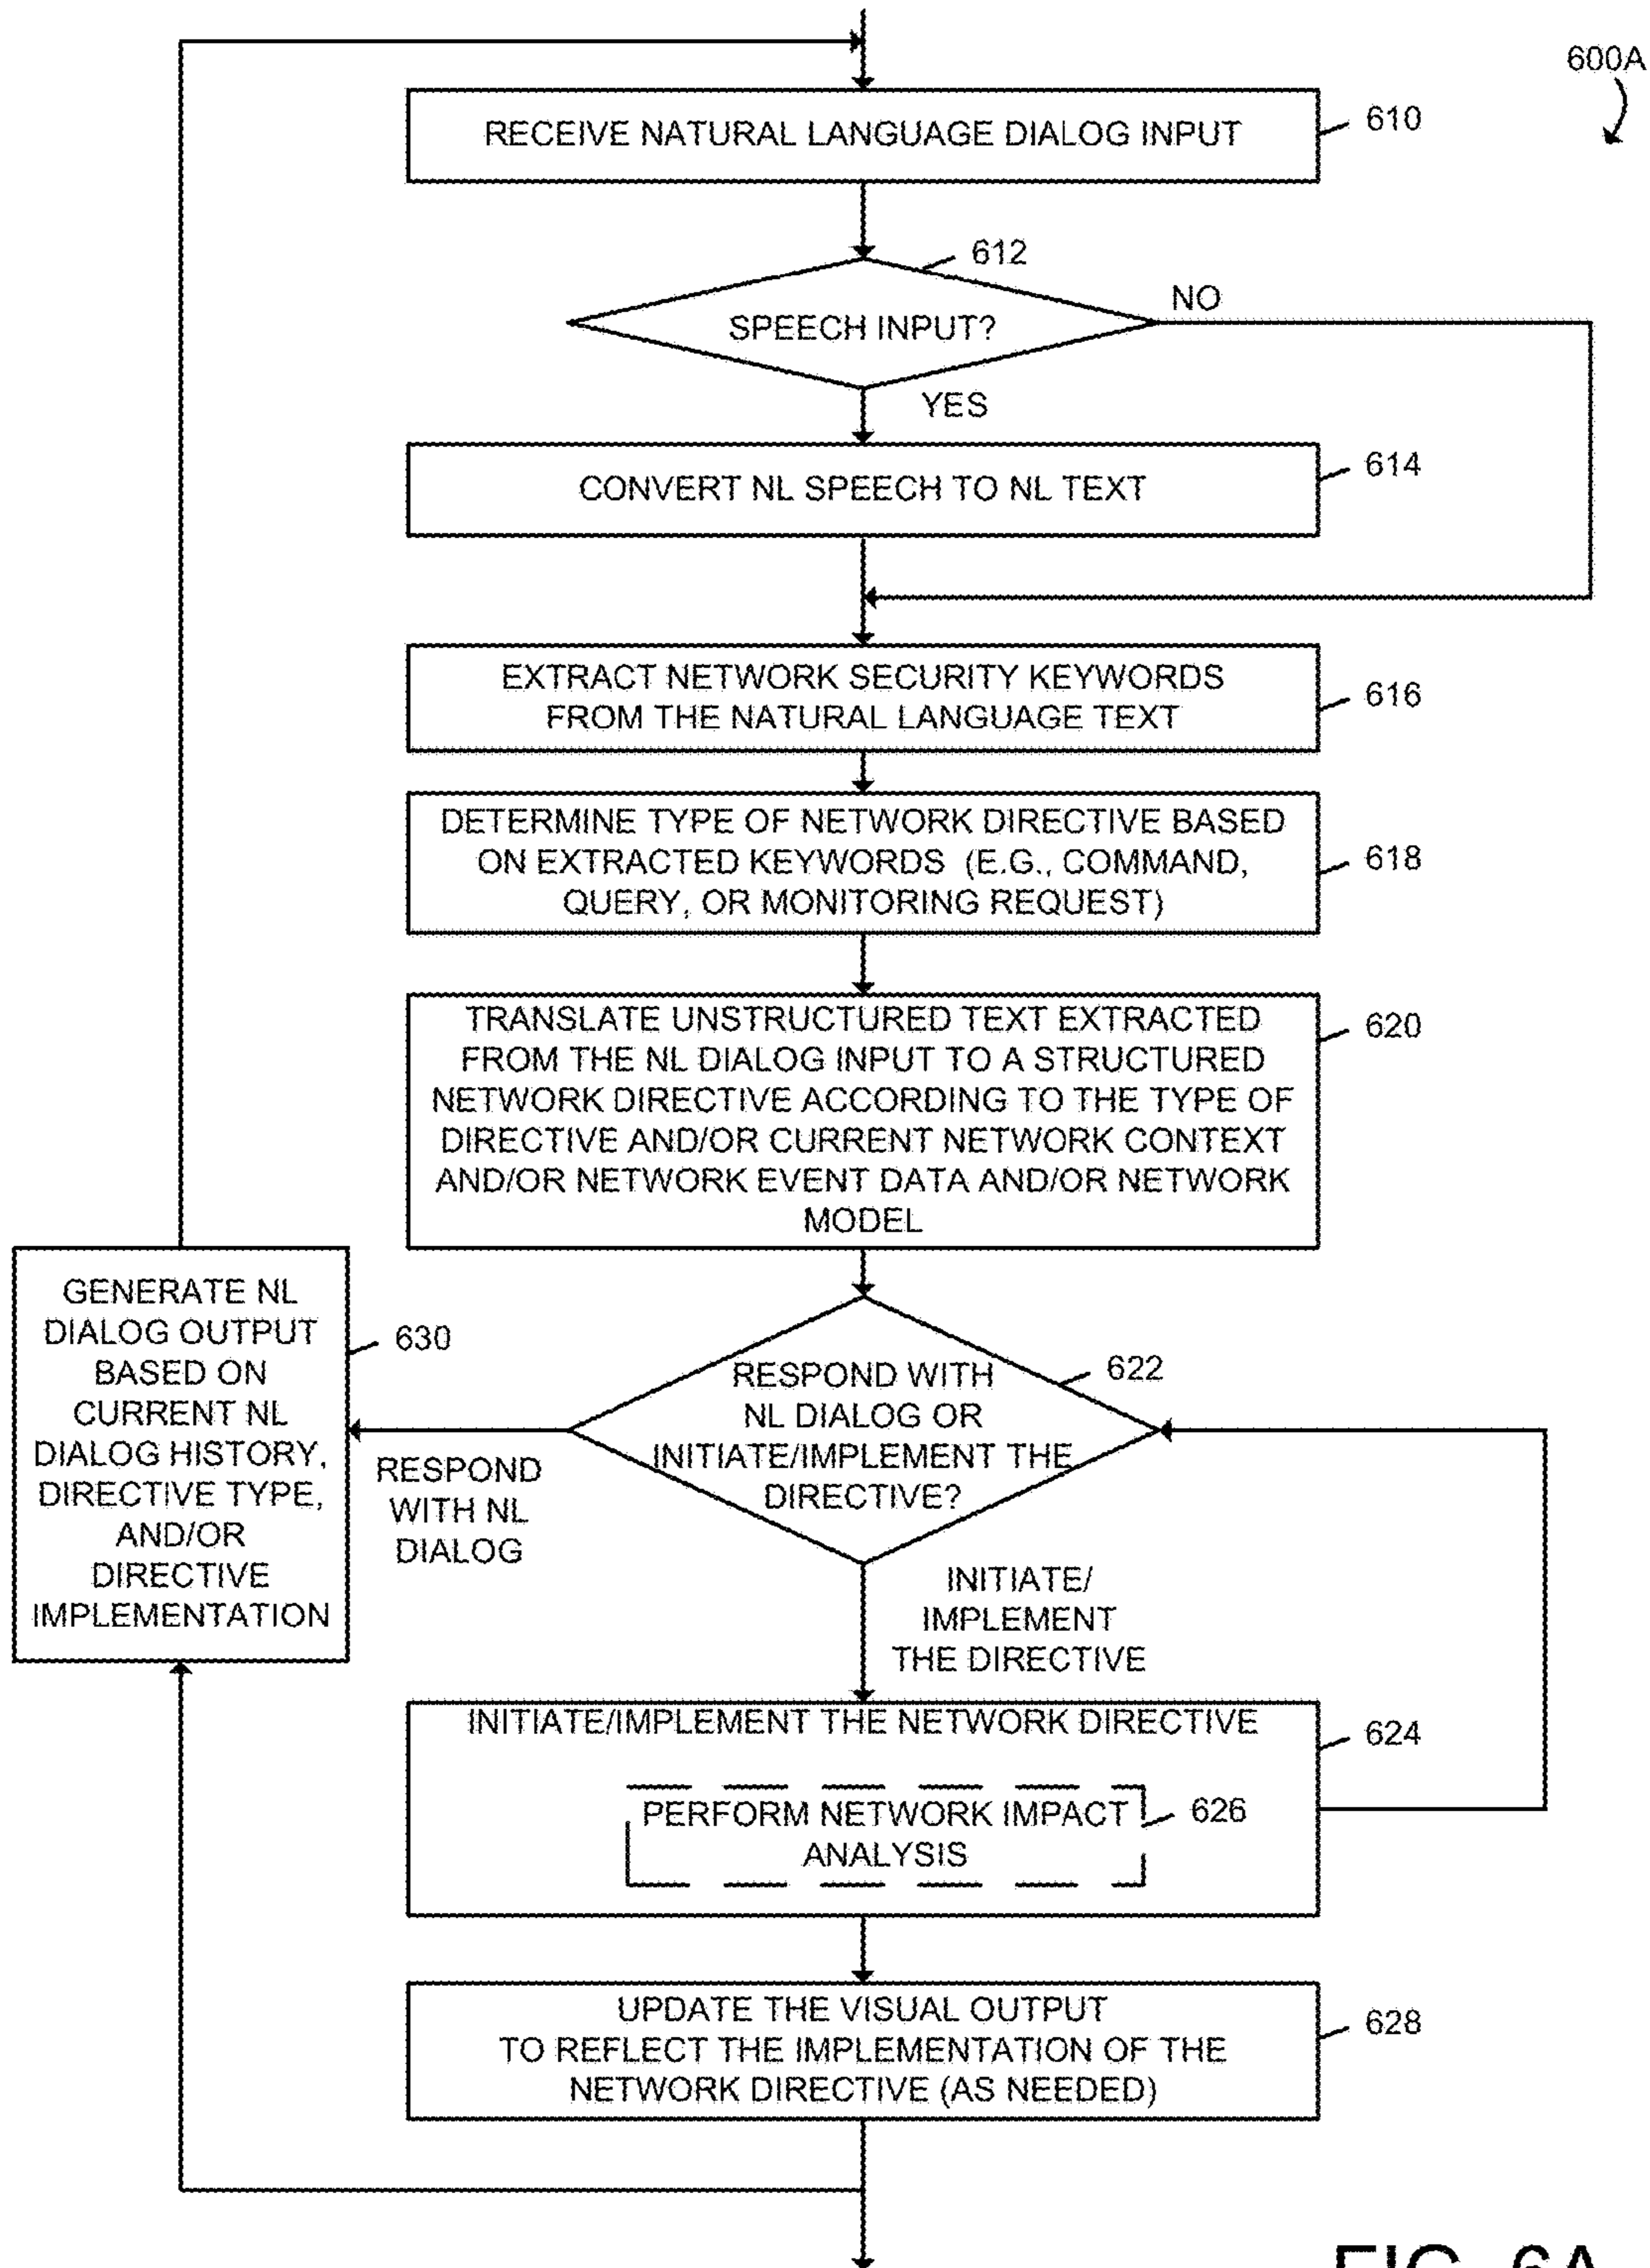 600A
RECEIVE NATURAL LANGUAGE DIALOG INPUT
610
612
SPEECH INPUT?
NO
YES
CONVERT NL SPEECH TO NL TEXT
614
EXTRACT NETWORK SECURITY KEYWORDS
FROM THE NATURAL LANGUAGE TEXT
616
DETERMINE TYPE OF NETWORK DIRECTIVE BASED
ON EXTRACTED KEYWORDS (E.G., COMMAND,
QUERY, OR MONITORING REQUEST)
618
TRANSLATE UNSTRUCTURED TEXT EXTRACTED
FROM THE NL DIALOG INPUT TO A STRUCTURED
NETWORK DIRECTIVE ACCORDING TO THE TYPE OF
DIRECTIVE AND/OR CURRENT NETWORK CONTEXT
AND/OR NETWORK EVENT DATA AND/OR NETWORK
MODEL
620
GENERATE NL
DIALOG OUTPUT
BASED ON
CURRENT NL
DIALOG HISTORY,
DIRECTIVE TYPE,
AND/OR
DIRECTIVE
IMPLEMENTATION
630
RESPOND WITH
NL DIALOG OR
INITIATE/IMPLEMENT THE
DIRECTIVE?
622
RESPOND
WITH NL
DIALOG
INITIATE/
IMPLEMENT
THE DIRECTIVE
INITIATE/IMPLEMENT THE NETWORK DIRECTIVE
624
PERFORM NETWORK IMPACT
ANALYSIS
626
UPDATE THE VISUAL OUTPUT
TO REFLECT THE IMPLEMENTATION OF THE
NETWORK DIRECTIVE (AS NEEDED)
628
FIG. 6A